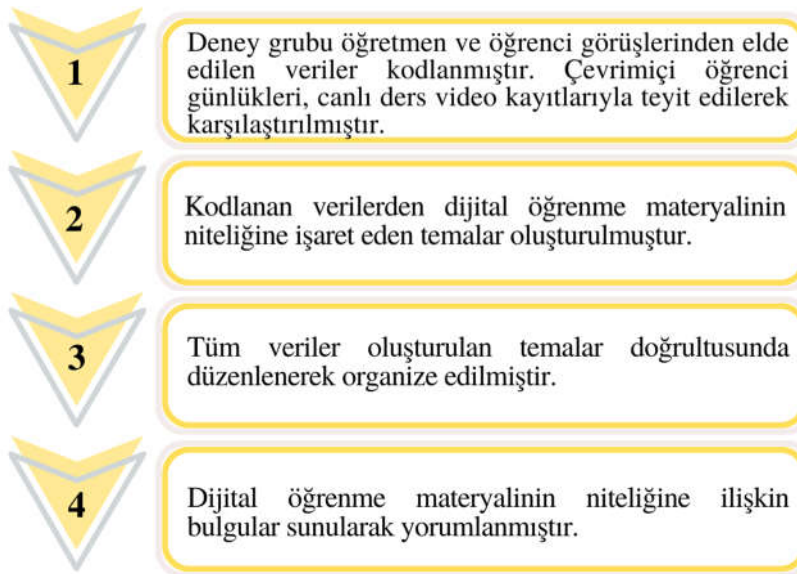 1
Deney grubu öğretmen ve öğrenci görüşlerinden elde
edilen veriler kodlanmıştır. Çevrimiçi öğrenci
günlükleri, canlı ders video kayıtlarıyla teyit edilerek
karşılaştırılmıştır.
2
Kodlanan verilerden dijital öğrenme materyalinin
niteliğine işaret eden temalar oluşturulmuştur.
3
Tüm veriler oluşturulan temalar doğrultusunda
düzenlenerek organize edilmiştir.
4
Dijital öğrenme materyalinin niteliğine ilişkin
bulgular sunularak yorumlanmıştır.